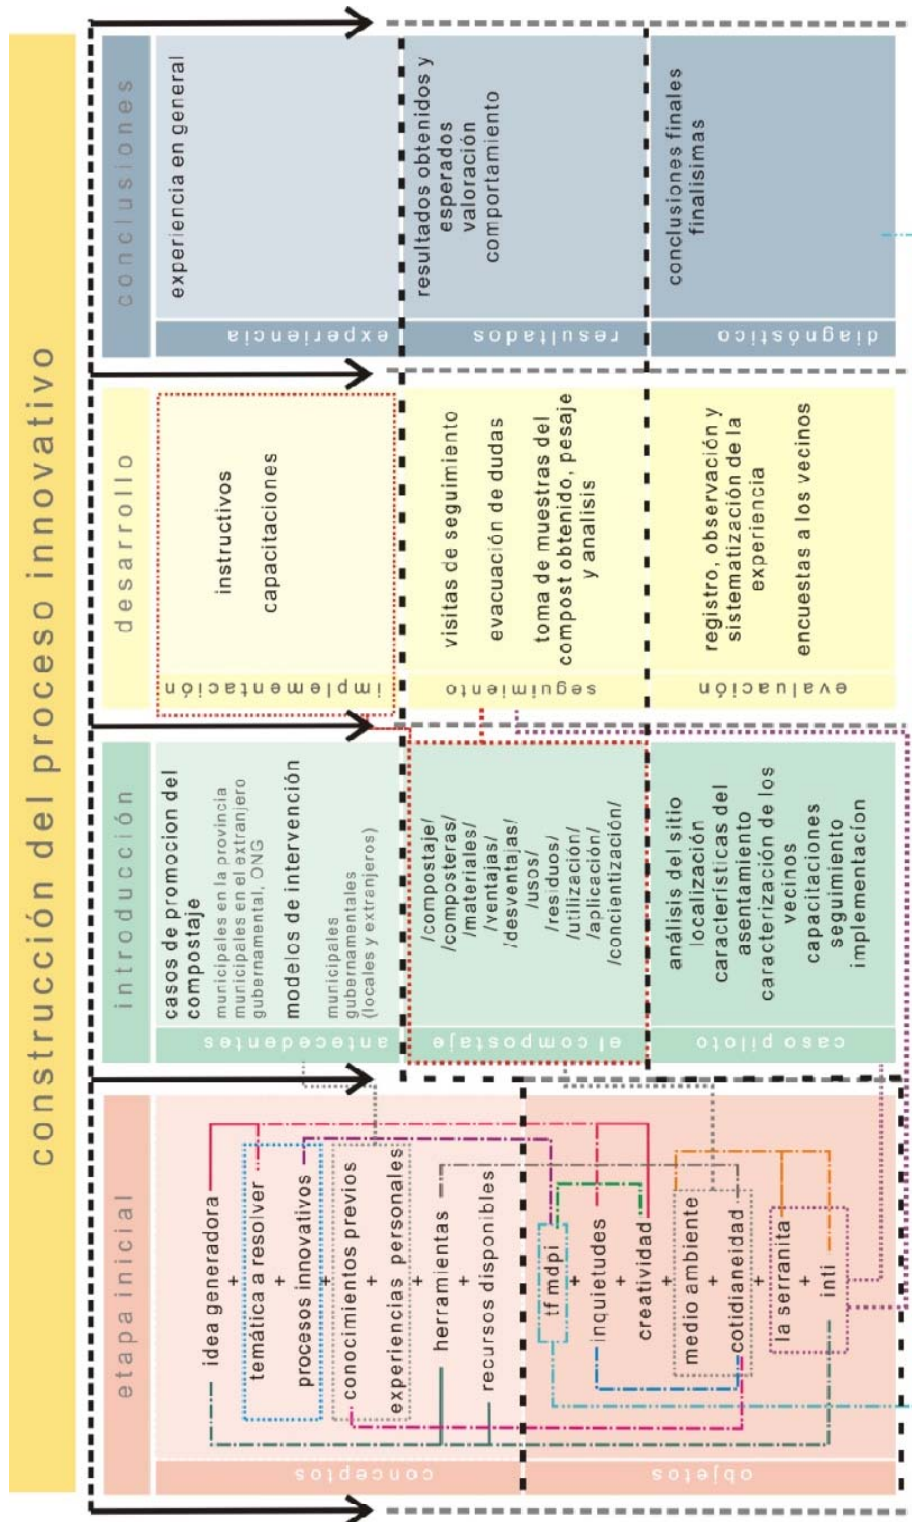 construcción del proceso innovativo
etapa inicial
conceptos
idea generadora
+
temática a resolver
+
procesos innovativos
+
conocimientos previos
+
experiencias personales
+
herramientas
+
recursos disponibles
objetos
tf mdpi
+
inquietudes
+
creatividad
+
medio ambiente
+
cotidianeidad
+
la serranita
+
inti
introducción
antecedentes
casos de promocion del
compostaje
municipales en la provincia
municipales en el extranjero
gubernamental, ONG
modelos de intervención
municipales
gubernamentales
(locales y extranjeros)
el compostaje
/compostaje/
/composteras/
/materiales/
/ventajas/
/desventajas/
/usos/
/residuos/
/utilización/
/aplicación/
/concientización/
caso piloto
análisis del sitio
localización
características del
asentamiento
caracterización de los
vecinos
capacitaciones
seguimiento
implementacíon
desarrollo
implementación
instructivos
capacitaciones
seguimiento
visitas de seguimiento
evacuación de dudas
toma de muestras del
compost obtenido, pesaje
y analisis
evaluación
registro, observación y
sistematización de la
experiencia
encuestas a los vecinos
conclusiones
experiencia
experiencia en general
resultados
resultados obtenidos y
esperados
valoración
comportamiento
diagnóstico
conclusiones finales
finalisimas